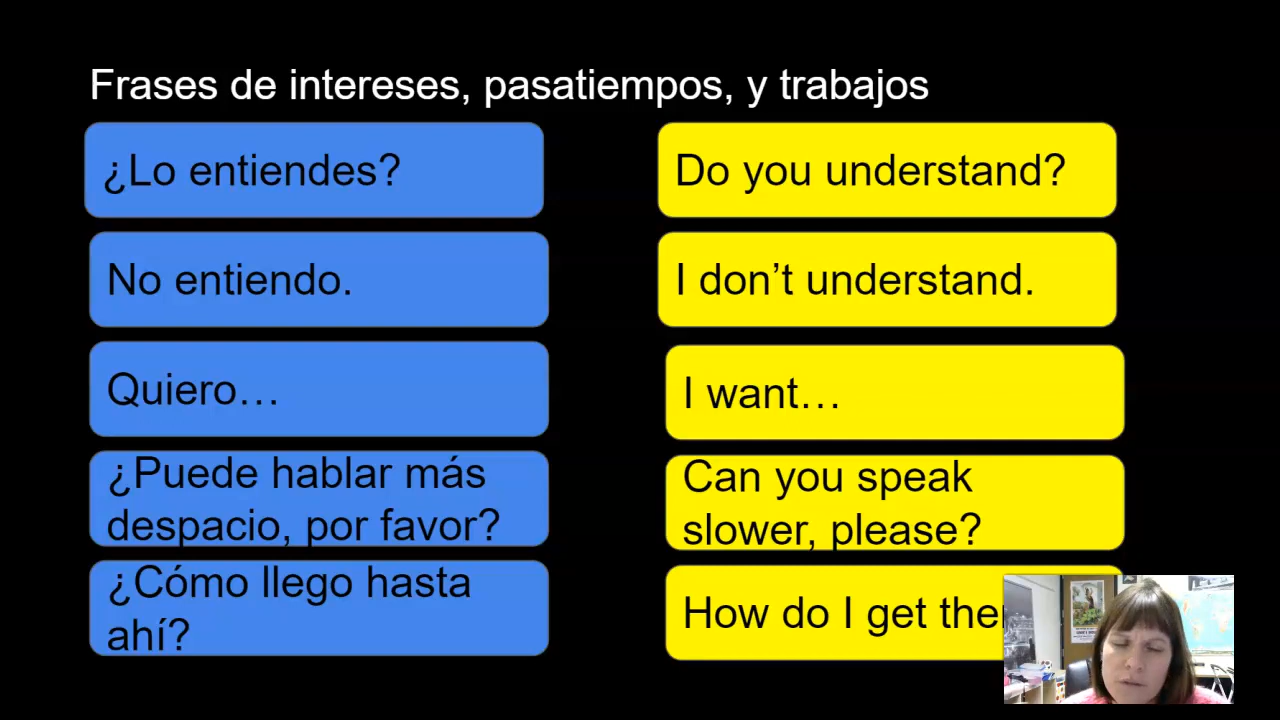 Frases de intereses, pasatiempos, y trabajos
¿Lo entiendes?
Do you understand?
No entiendo.
I don’t understand.
Quiero…
I want…
¿Puede hablar más
despacio, por favor?
Can you speak
slower, please?
¿Cómo llego hasta
ahí?
How do I get